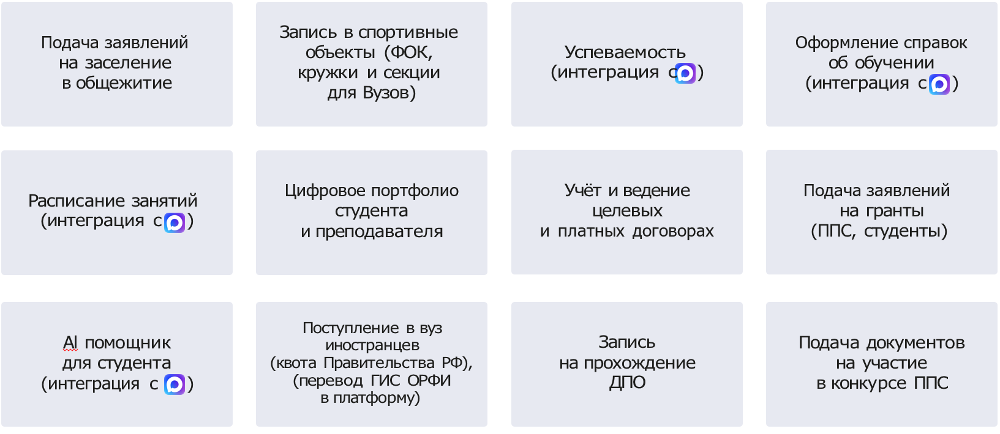 Подача заявлений
на заселение
в общежитие
Запись в спортивные
объекты (ФОК,
кружки и секции
для Вузов)
Успеваемость
(интеграция с )
Оформление справок
об обучении
(интеграция с )
Расписание занятий
(интеграция с )
Цифровое портфолио
студента
и преподавателя
Учёт и ведение
целевых
и платных договорах
Подача заявлений
на гранты
(ППС, студенты)
AI помощник
для студента
(интеграция с )
Поступление в вуз
иностранцев
(квота Правительства РФ),
(перевод ГИС ОРФИ
в платформу)
Запись
на прохождение
ДПО
Подача документов
на участие
в конкурсе ППС